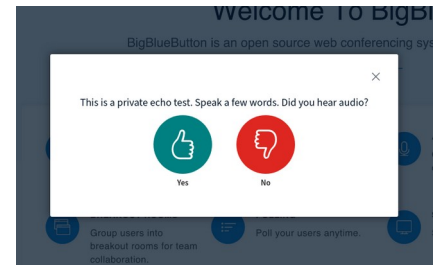 Welcome To BigBl
BigBlueButton is an open source web conferencing sys
This is a private echo test. Speak a few words. Did you hear audio?
Yes
No
Group users into
breakout rooms for team
collaboration.
Poll your users anytime.